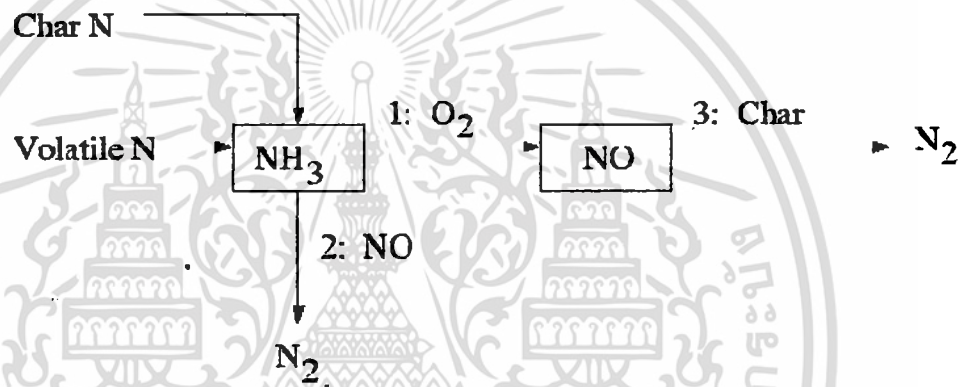 Char N
1: O₂
3: Char
Volatile N
NH₃
NO
N₂
2: NO
N₂